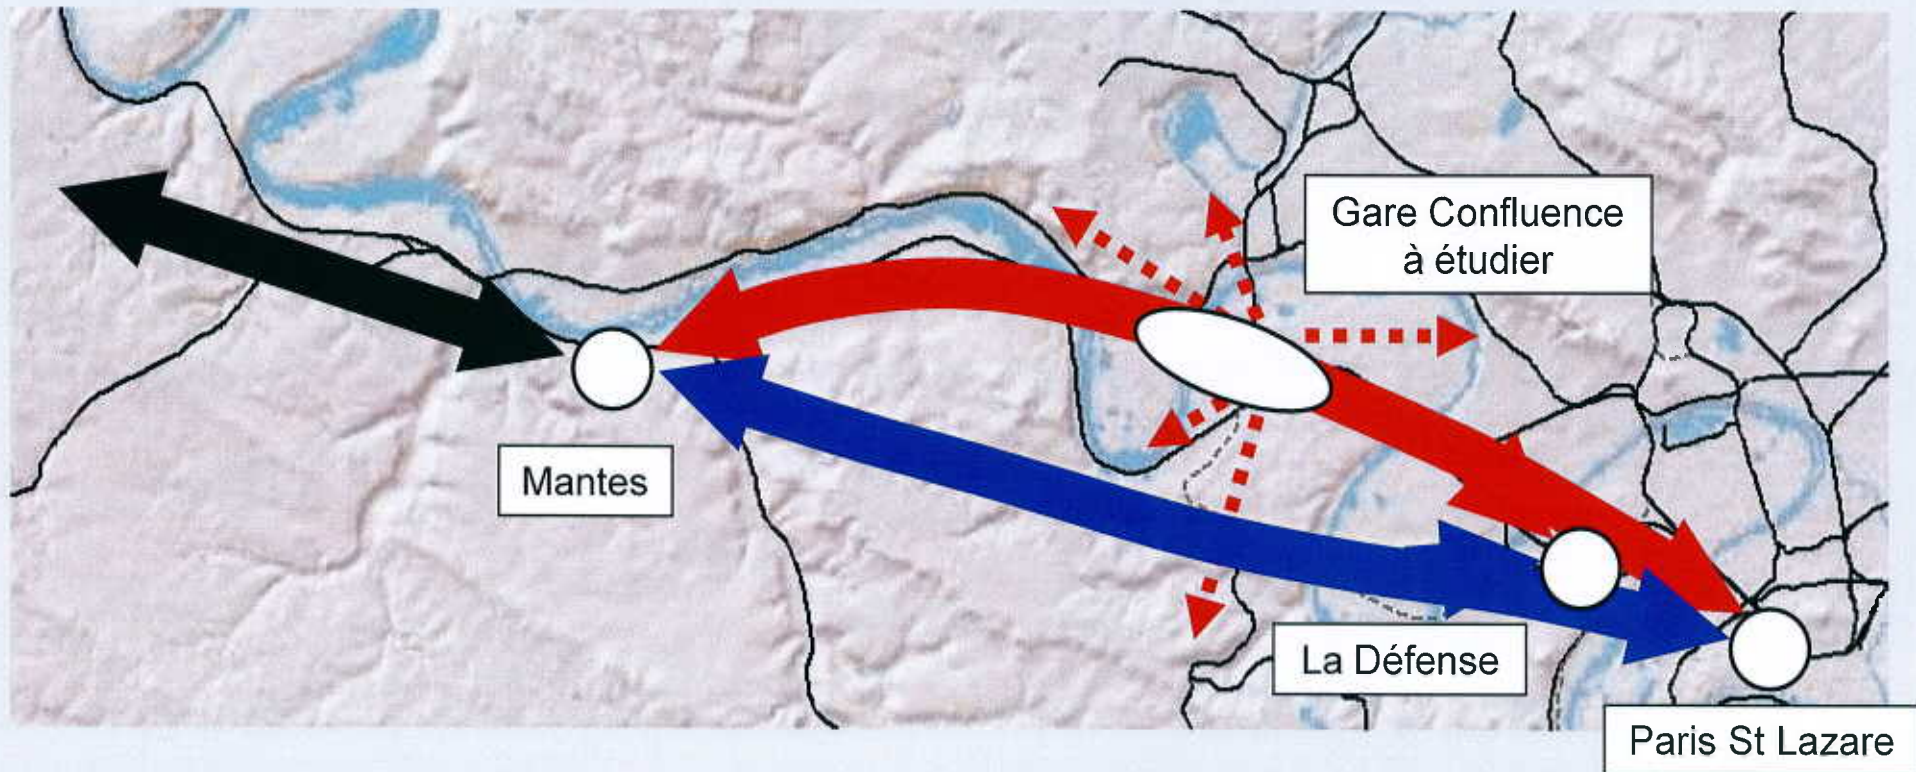 Gare Confluence
à étudier
Mantes
La Défense
Paris St Lazare